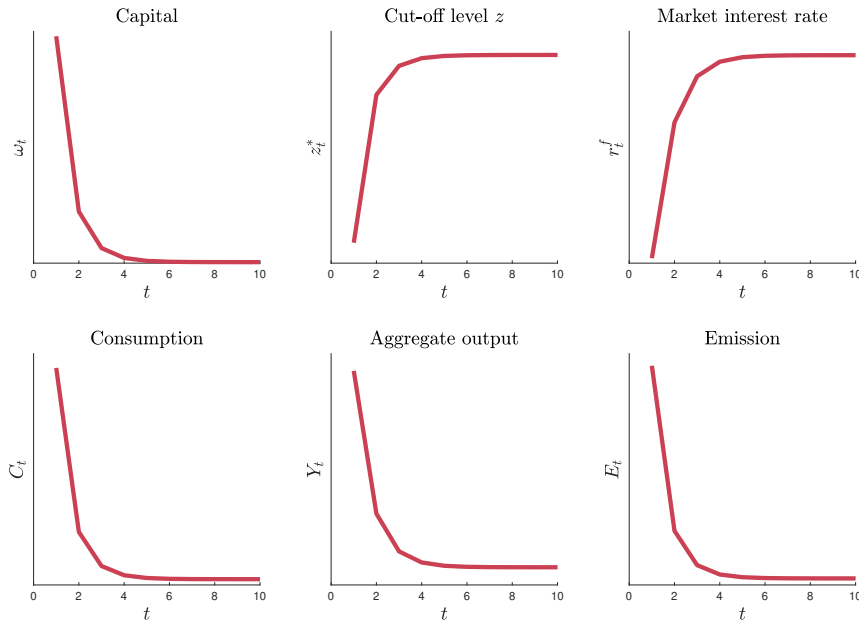 Capital
Cut-off level z
Market interest rate
ω_t
z_t^*
r_t^f
0 2 4 6 8 10
0 2 4 6 8 10
0 2 4 6 8 10
t
t
t
Consumption
Aggregate output
Emission
C_t
Y_t
E_t
0 2 4 6 8 10
0 2 4 6 8 10
0 2 4 6 8 10
t
t
t